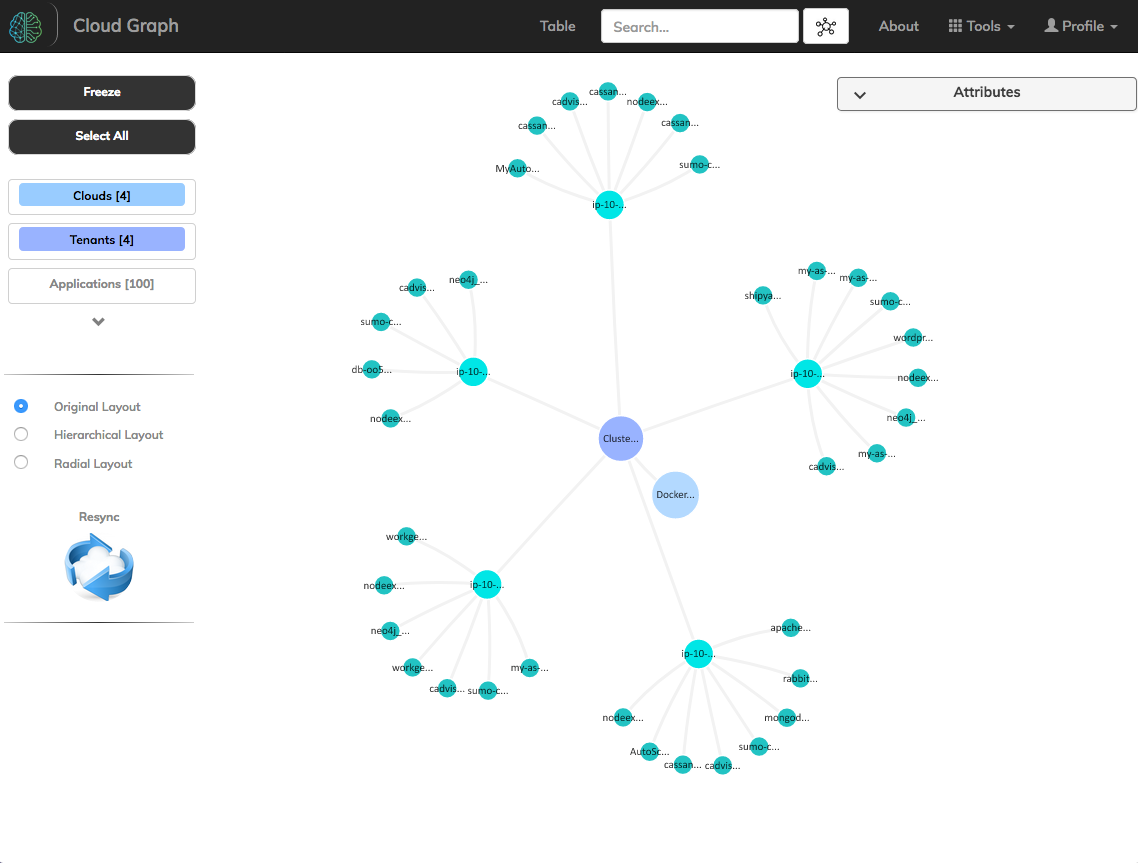 Cloud Graph
Table
Search...
About
Tools
Profile
Freeze
Select All
Clouds [4]
Tenants [4]
Applications [100]
Original Layout
Hierarchical Layout
Radial Layout
Resync
Attributes
cassan...
cadvis...
nodeex...
cassan...
cassan...
sumo-c...
MyAuto...
ip-10-...
neo4j_...
cadvis...
sumo-c...
db-oo5...
ip-10-...
nodeex...
my-as-...
my-as-...
shipya...
sumo-c...
wordpr...
ip-10-...
nodeex...
neo4j_...
my-as-...
cadvis...
Cluste...
Docker...
workge...
nodeex...
ip-10-...
neo4j_...
workge...
my-as-...
cadvis...
sumo-c...
apache...
ip-10-...
rabbit...
nodeex...
mongod...
AutoSc...
sumo-c...
cassan...
cadvis...